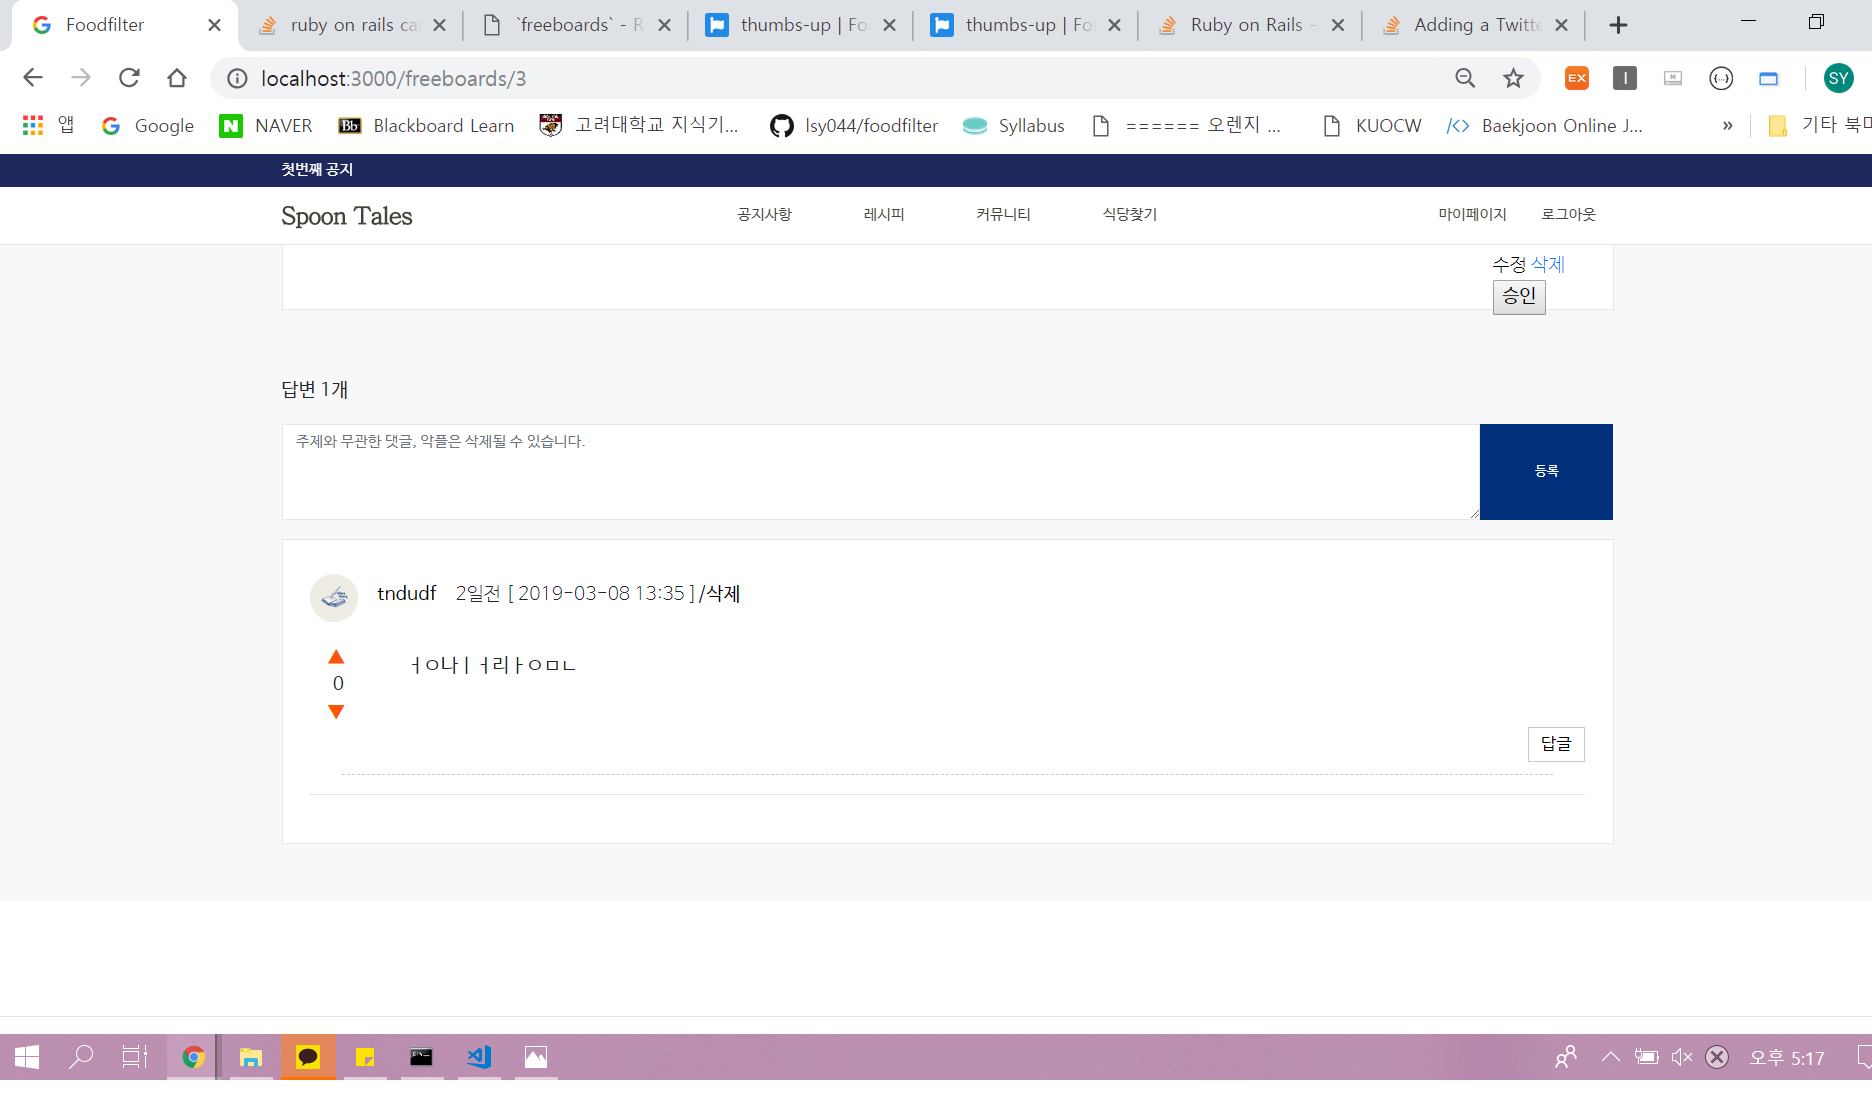 Foodfilter
ruby on rails ca
`freeboards` - R
thumbs-up | Fo
thumbs-up | Fo
Ruby on Rails -
Adding a Twitte
localhost:3000/freeboards/3
EX
SY
앱
Google
N NAVER
Bb Blackboard Learn
고려대학교 지식기...
lsy044/foodfilter
Syllabus
====== 오렌지 ...
KUOCW
Baekjoon Online J...
»
기타 북마
첫번째 공지
Spoon Tales
공지사항
레시피
커뮤니티
식당찾기
마이페이지
로그아웃
수정 삭제
승인
답변 1개
주제와 무관한 댓글, 악플은 삭제될 수 있습니다.
등록
tndudf 2일전 [ 2019-03-08 13:35 ] /삭제
▲
ㅓㅇ나ㅣㅓ리ㅏㅇㅁㄴ
0
▼
답글
오후 5:17